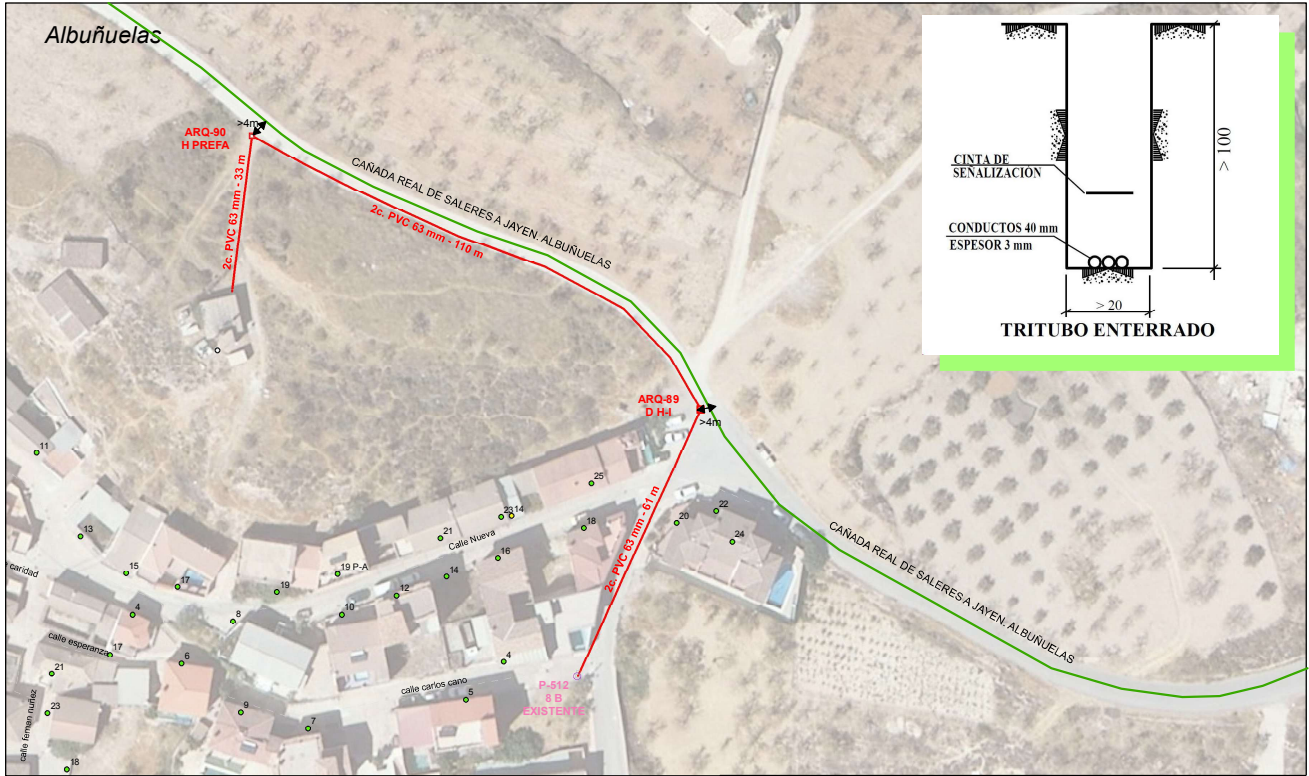 Albuñuelas
>4m
ARQ-90
H PREFA
2c. PVC 63 mm - 33 m
2c. PVC 63 mm - 110 m
CAÑADA REAL DE SALERES A JAYEN. ALBUÑUELAS
CINTA DE
SEÑALIZACIÓN
CONDUCTOS 40 mm
ESPESOR 3 mm
> 100
> 20
TRITUBO ENTERRADO
ARQ-89
D H-I
>4m
2c. PVC 63 mm - 61 m
CAÑADA REAL DE SALERES A JAYEN. ALBUÑUELAS
11
13
15
17
4
8
19
19 P-A
10
12
21
Calle Nueva
14
16
23
14
25
18
20
22
24
caridad
calle esperanza
17
6
21
23
calle fernan nuñez
18
9
7
calle carlos cano
5
4
P-512
8 B
EXISTENTE